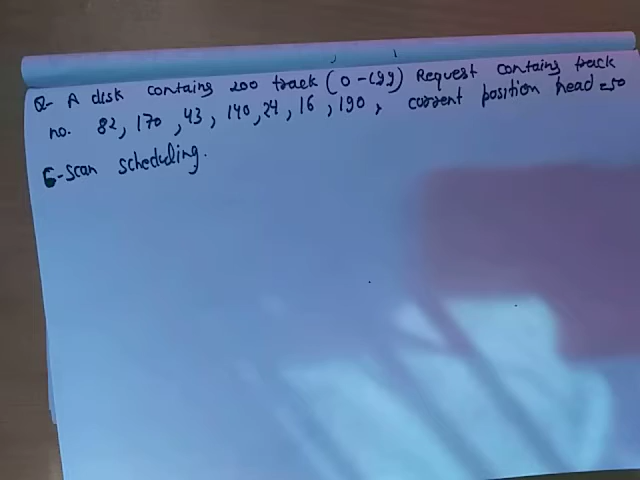 Q- A disk containg 200 track (0-199) Request containg track
no. 82, 170, 43, 140, 24, 16, 190, current position head = 50
C-scan scheduling.